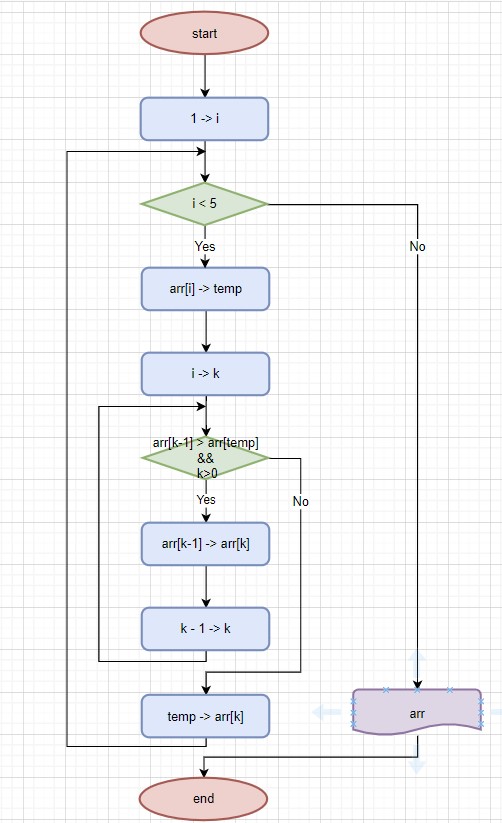 start
1 -> i
i < 5
Yes
No
arr[i] -> temp
i -> k
arr[k-1] > arr[temp]
&&
k>0
Yes
No
arr[k-1] -> arr[k]
k - 1 -> k
temp -> arr[k]
arr
end